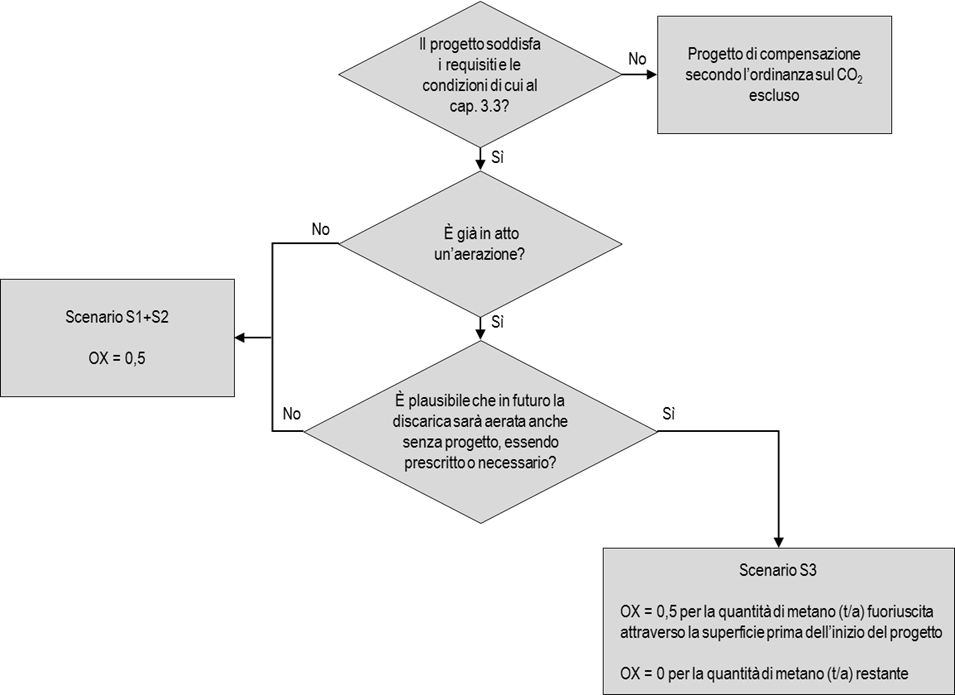 Il progetto soddisfa
i requisiti e le
condizioni di cui al
cap. 3.3?
No
Progetto di compensazione
secondo l'ordinanza sul CO2
escluso
Sì
No
È già in atto
un'aerazione?
Sì
Scenario S1+S2
OX = 0,5
No
È plausibile che in futuro la
discarica sarà aerata anche
senza progetto, essendo
prescritto o necessario?
Sì
Scenario S3
OX = 0,5 per la quantità di metano (t/a) fuoriuscita
attraverso la superficie prima dell'inizio del progetto
OX = 0 per la quantità di metano (t/a) restante